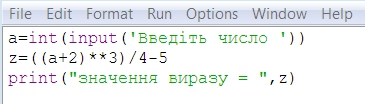 File Edit Format Run Options Window Help
a=int(input('Введіть число '))
z=((a+2)**3)/4-5
print("значення виразу = ",z)